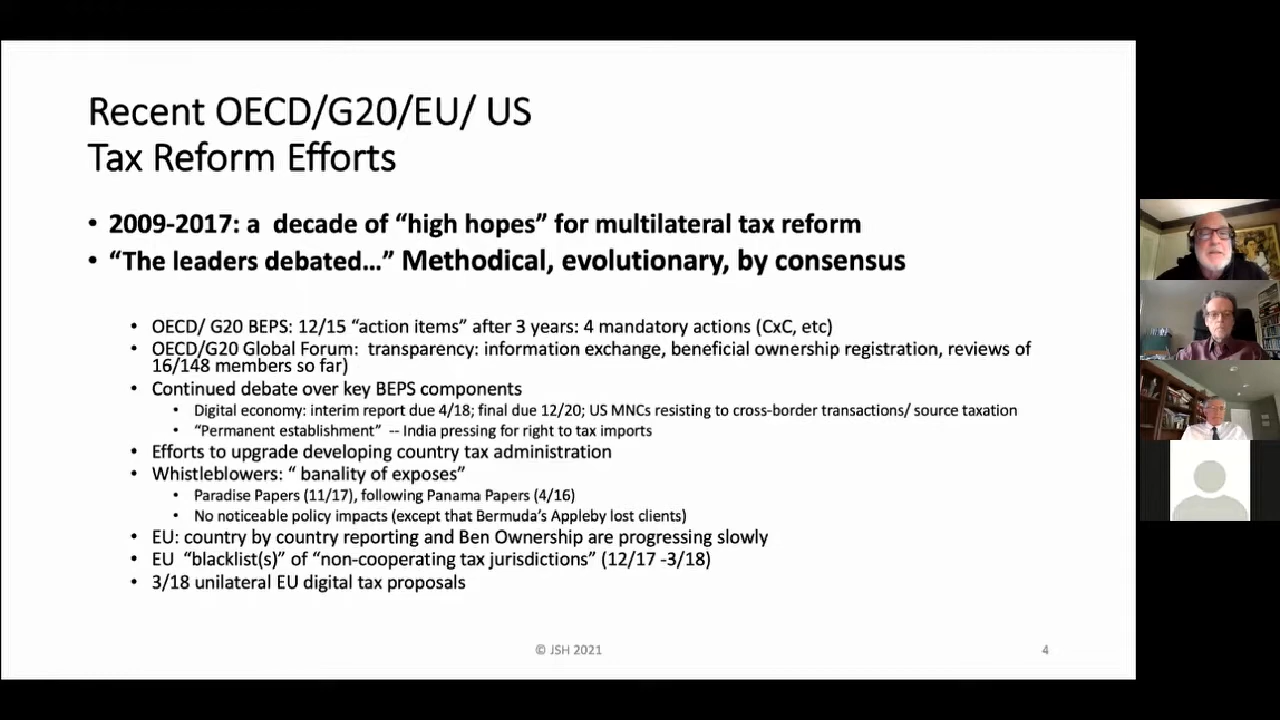 Recent OECD/G20/EU/ US
Tax Reform Efforts
• 2009-2017: a decade of “high hopes” for multilateral tax reform
• “The leaders debated…” Methodical, evolutionary, by consensus
• OECD/ G20 BEPS: 12/15 “action items” after 3 years: 4 mandatory actions (CxC, etc)
• OECD/G20 Global Forum: transparency: information exchange, beneficial ownership registration, reviews of
16/148 members so far)
• Continued debate over key BEPS components
• Digital economy: interim report due 4/18; final due 12/20; US MNCs resisting to cross-border transactions/ source taxation
• “Permanent establishment” -- India pressing for right to tax imports
• Efforts to upgrade developing country tax administration
• Whistleblowers: “ banality of exposes”
• Paradise Papers (11/17), following Panama Papers (4/16)
• No noticeable policy impacts (except that Bermuda’s Appleby lost clients)
• EU: country by country reporting and Ben Ownership are progressing slowly
• EU “blacklist(s)” of “non-cooperating tax jurisdictions” (12/17 -3/18)
• 3/18 unilateral EU digital tax proposals
© JSH 2021
4